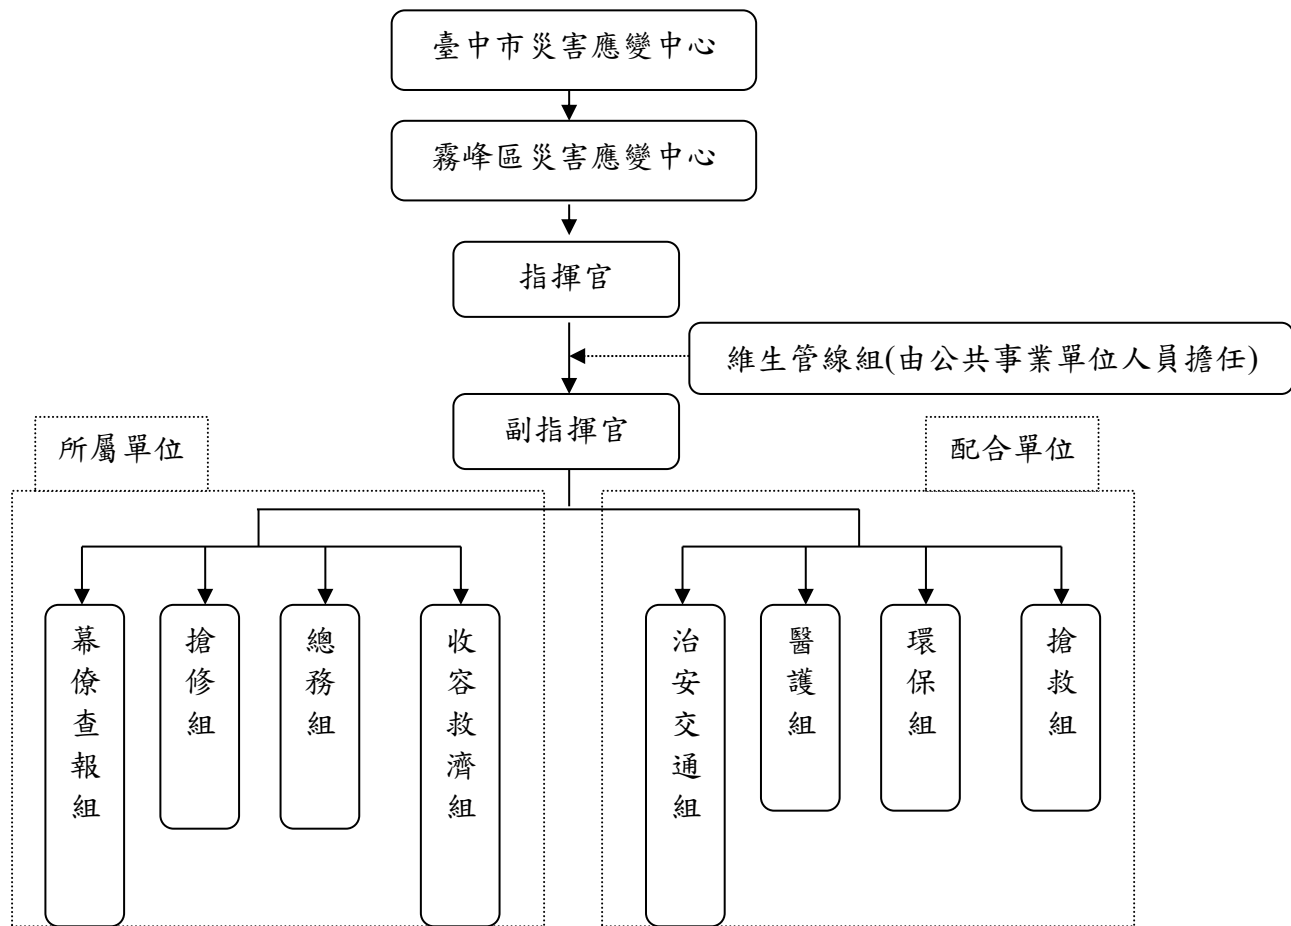 臺中市災害應變中心
霧峰區災害應變中心
指揮官
維生管線組(由公共事業單位人員擔任)
副指揮官
所屬單位
配合單位
幕僚查報組
搶修組
總務組
收容救濟組
治安交通組
醫護組
環保組
搶救組